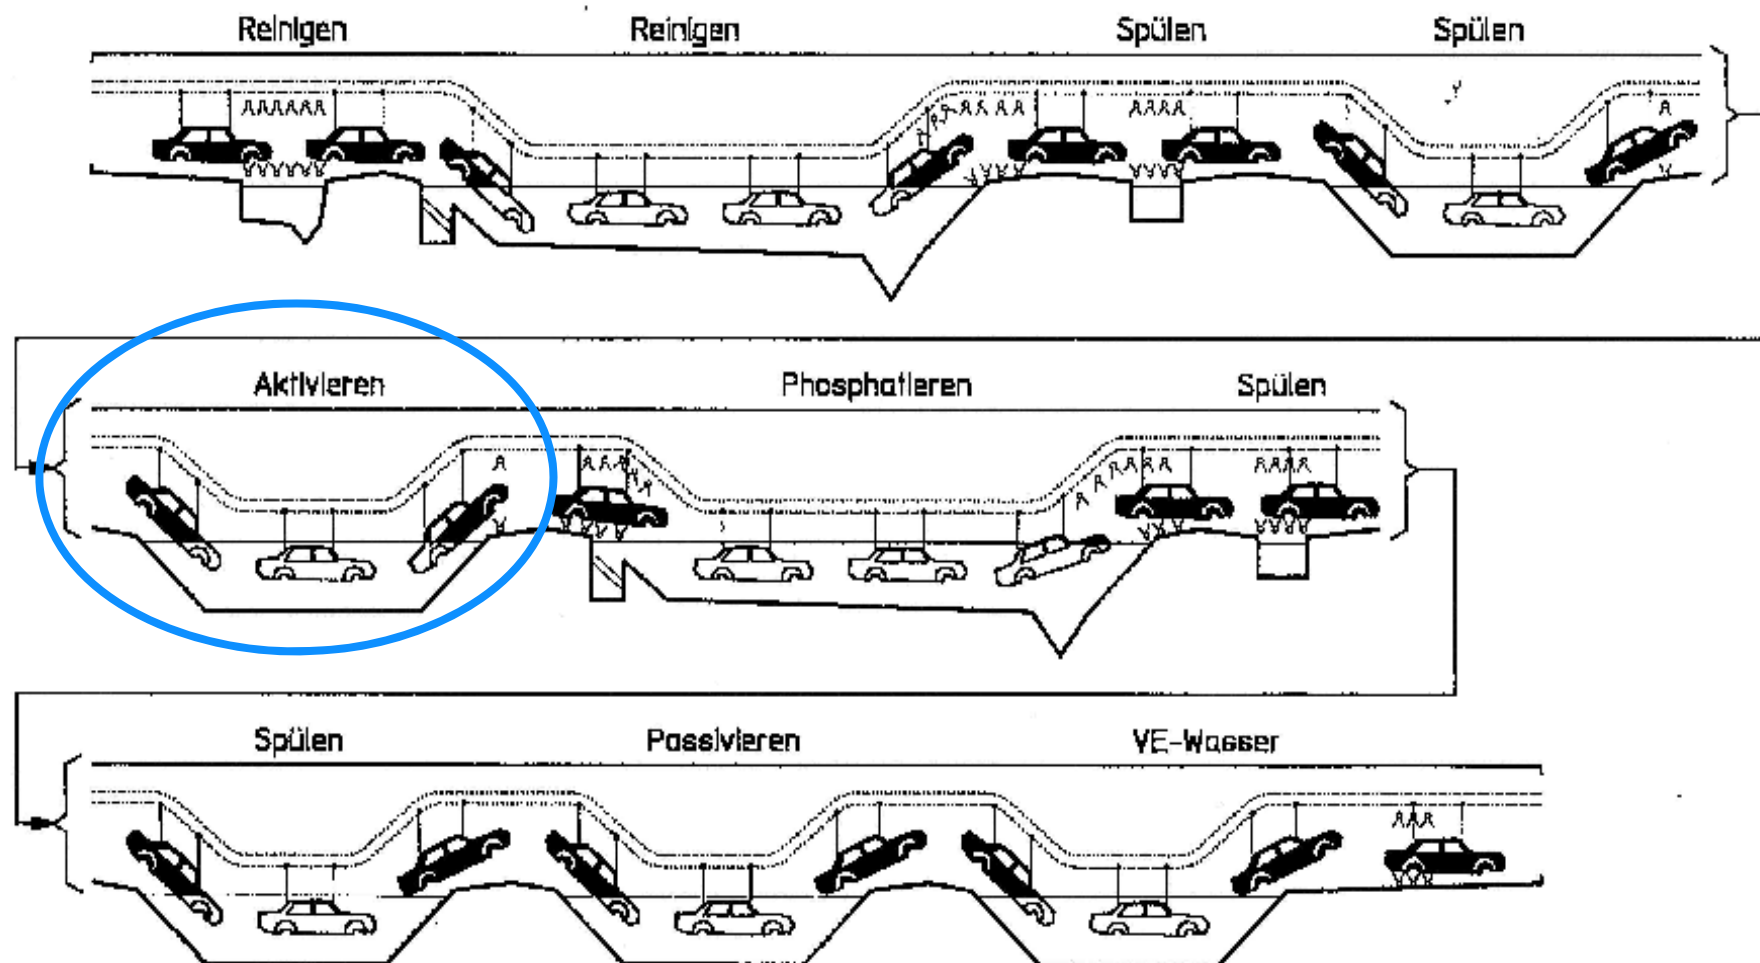 Reinigen
Reinigen
Spülen
Spülen
Aktivieren
Phosphatieren
Spülen
Spülen
Passivieren
VE-Wasser